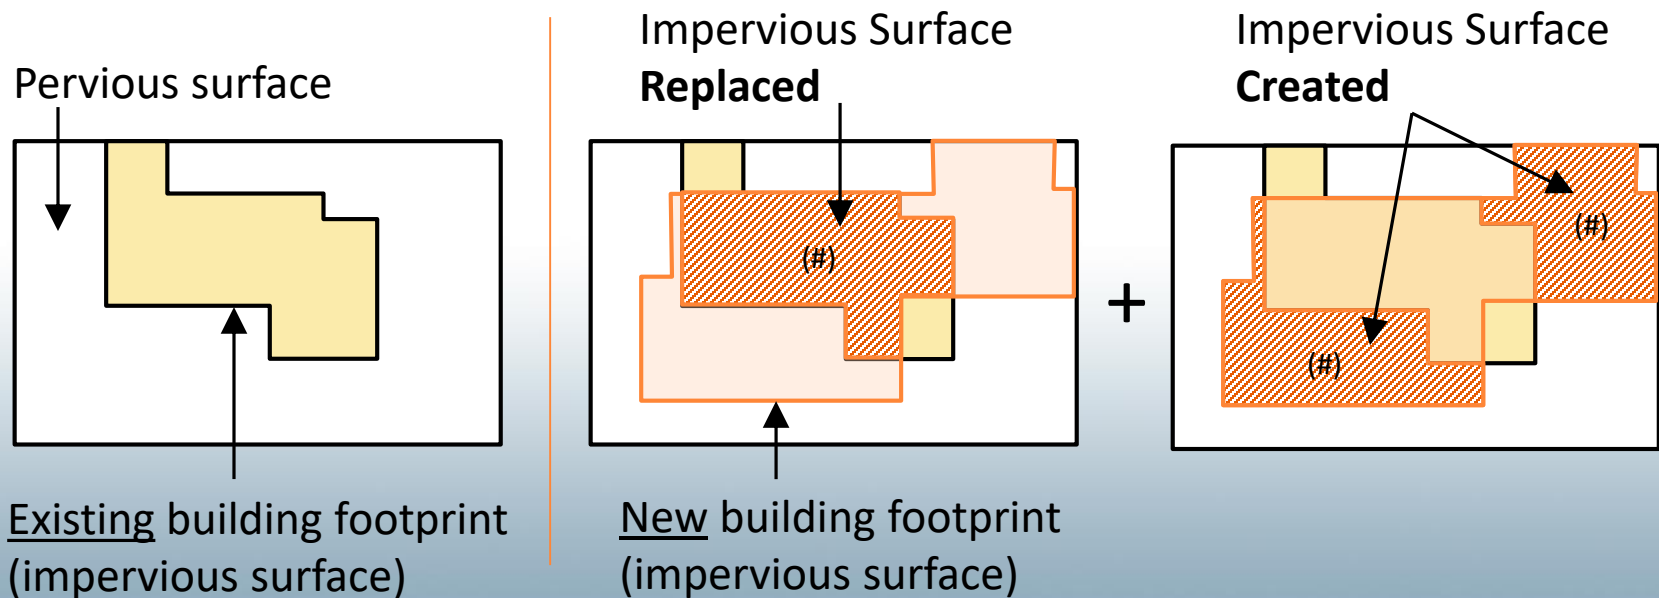 Pervious surface
Existing building footprint
(impervious surface)
Impervious Surface
Replaced
(#)
New building footprint
(impervious surface)
+
Impervious Surface
Created
(#)
(#)